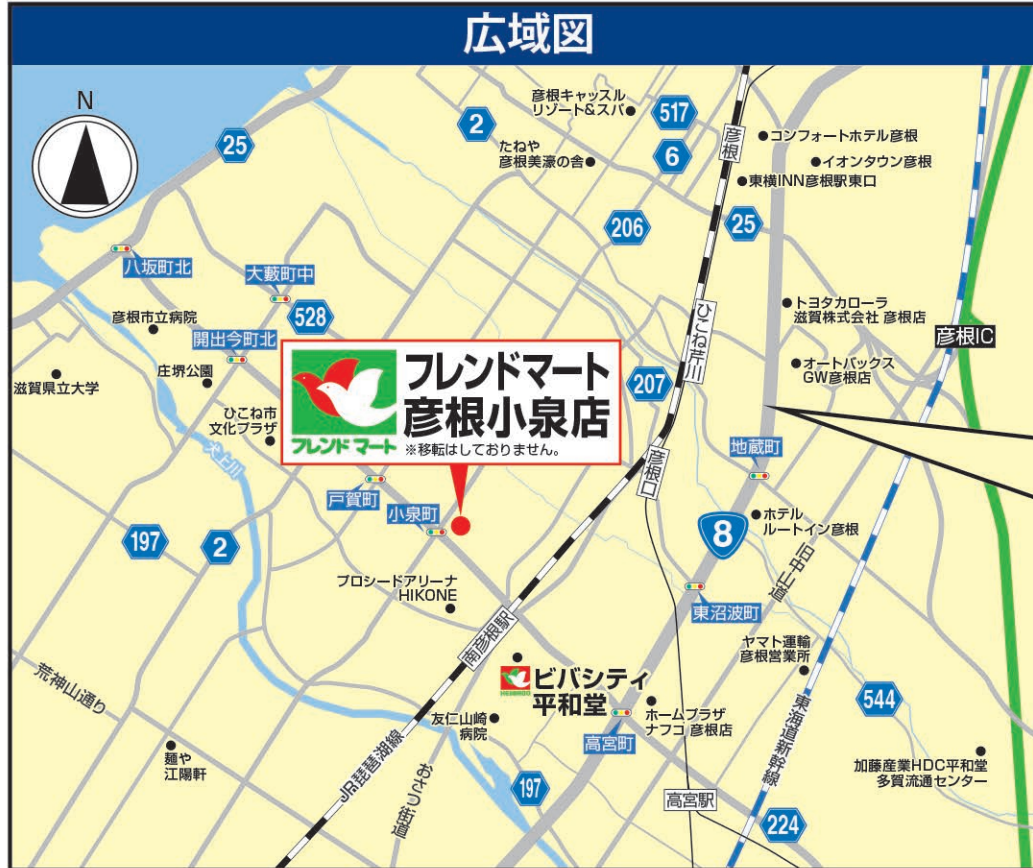 広域図
N
25
2
彦根キャッスル
リゾート&スパ
517
彦根
コンフォートホテル彦根
たねや
彦根美濠の舎
6
イオンタウン彦根
東横INN彦根駅東口
206
25
八坂町北
大藪町中
彦根市立病院
528
開出今町北
ひこね芹川
トヨタカローラ
滋賀株式会社 彦根店
彦根IC
滋賀県立大学
庄堺公園
フレンドマート
フレンドマート
彦根小泉店
※移転はしておりません。
207
オートバックス
GW彦根店
ひこね市
文化プラザ
犬上川
彦根口
地蔵町
戸賀町
小泉町
197
2
8
ホテル
ルートイン彦根
旧中山道
プロシードアリーナ
HIKONE
東沼波町
南彦根駅
ヤマト運輸
彦根営業所
荒神山通り
HEIWADO
ビバシティ
平和堂
544
友仁山崎
病院
ホームプラザ
ナフコ 彦根店
東海道新幹線
麺や
江陽軒
JR琵琶湖線
おさつ街道
高宮町
加藤産業HDC平和堂
多賀流通センター
197
高宮駅
224